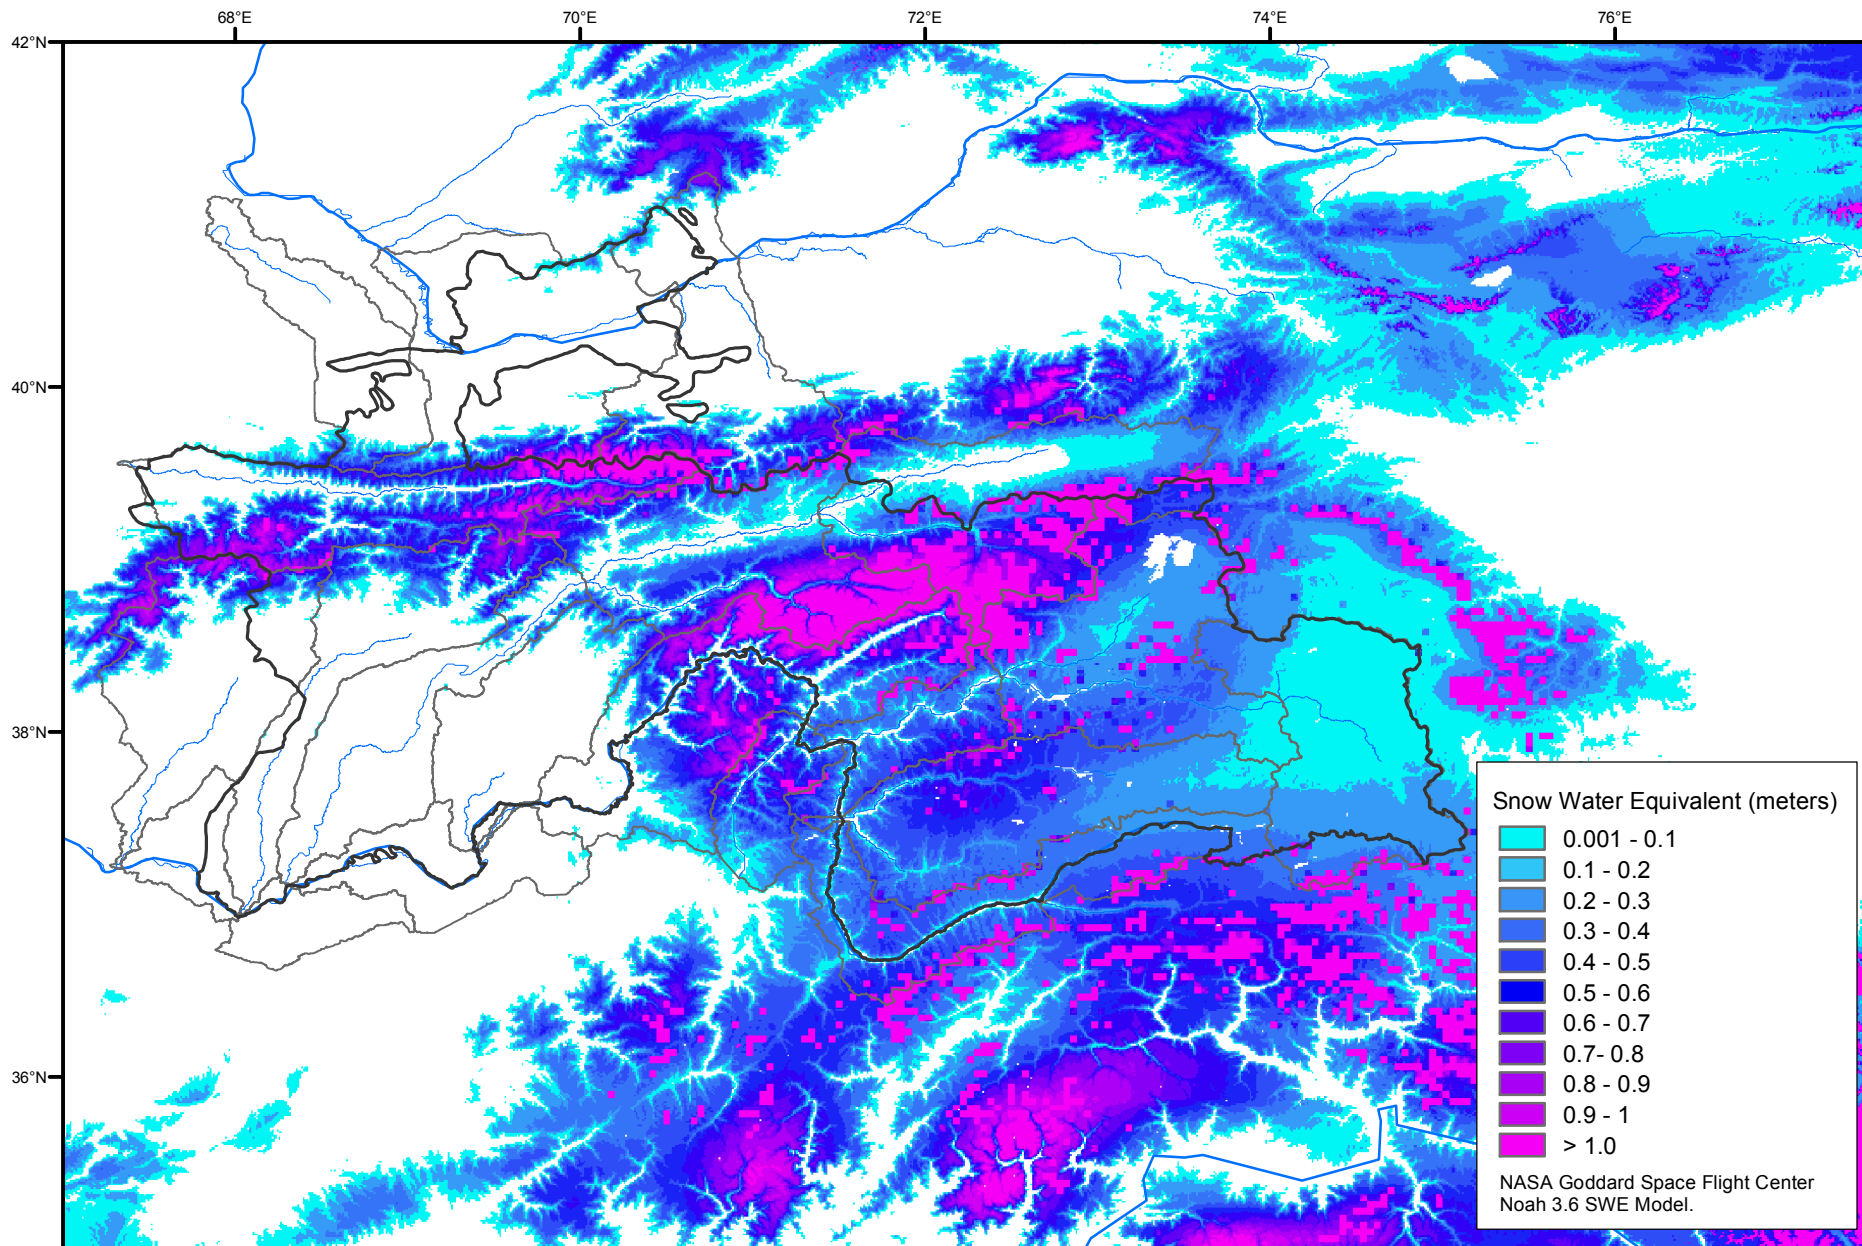 68°E
70°E
72°E
74°E
76°E
42°N
40°N
38°N
36°N
Snow Water Equivalent (meters)
0.001 - 0.1
0.1 - 0.2
0.2 - 0.3
0.3 - 0.4
0.4 - 0.5
0.5 - 0.6
0.6 - 0.7
0.7- 0.8
0.8 - 0.9
0.9 - 1
> 1.0
NASA Goddard Space Flight Center
Noah 3.6 SWE Model.